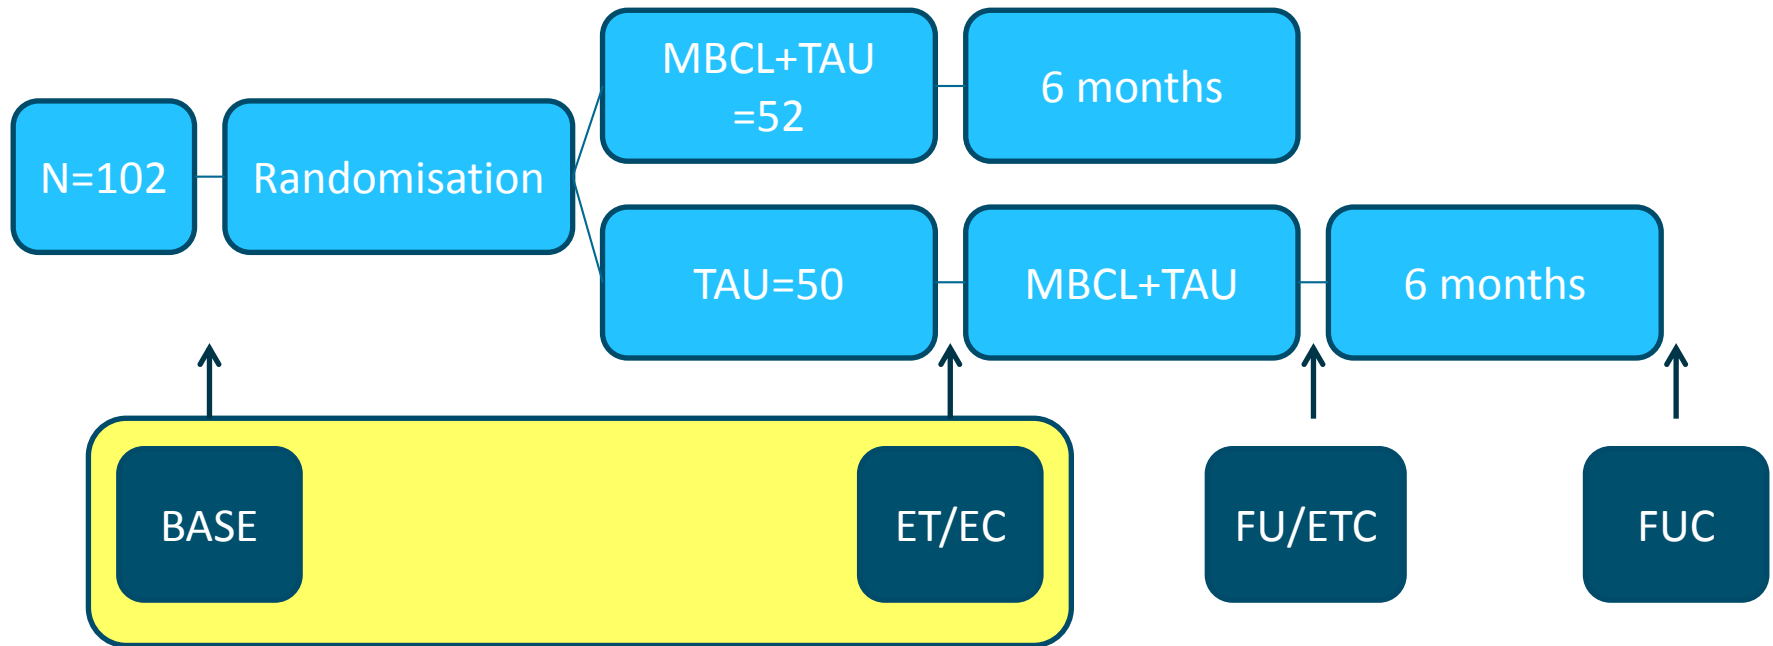 N=102
Randomisation
MBCL+TAU
=52
6 months
TAU=50
MBCL+TAU
6 months
BASE
ET/EC
FU/ETC
FUC